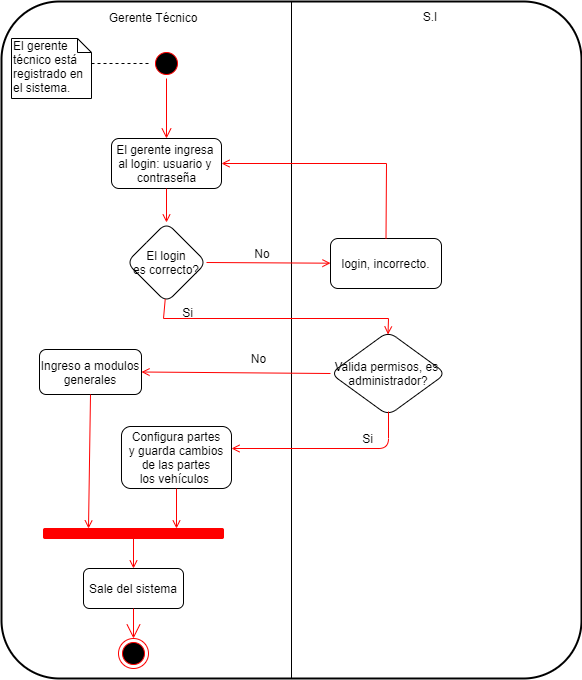 Gerente Técnico
S.I
El gerente
técnico está
registrado en
el sistema.
El gerente ingresa
al login: usuario y
contraseña
El login
es correcto?
No
login, incorrecto.
Si
Valida permisos, es
administrador?
No
Ingreso a modulos
generales
Si
Configura partes
y guarda cambios
de las partes
los vehículos
Sale del sistema